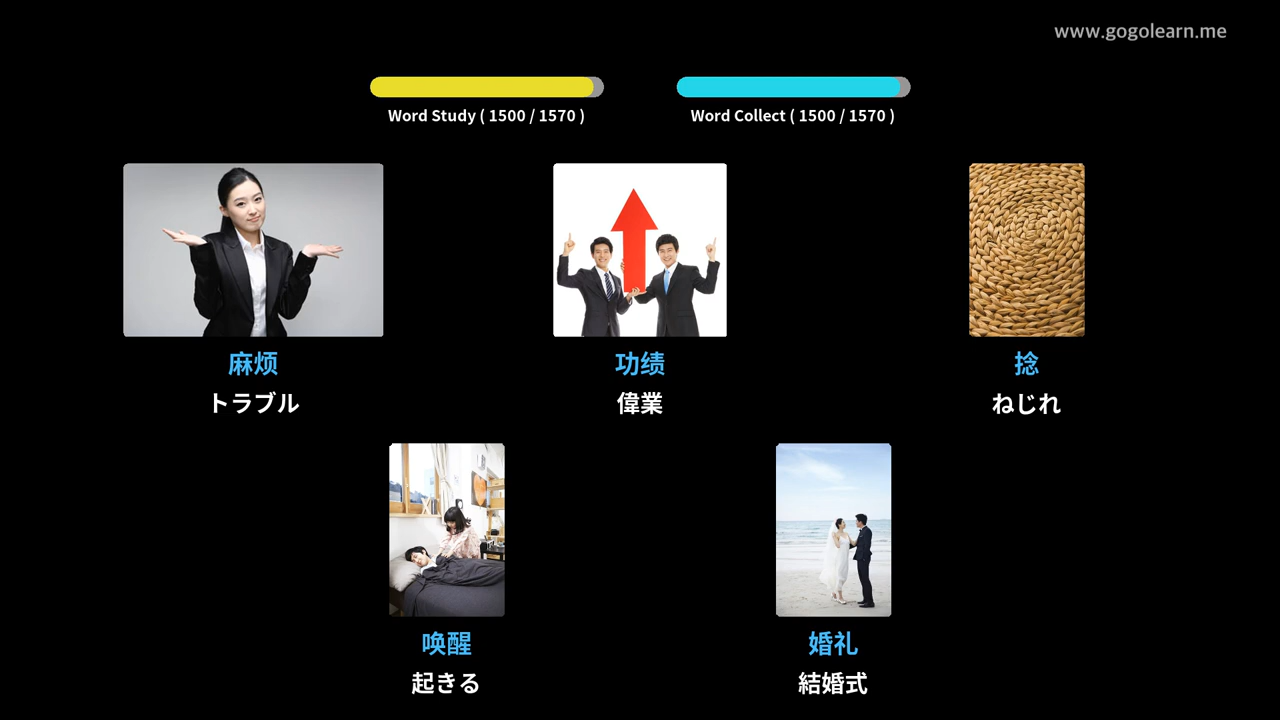 www.gogolearn.me
Word Study ( 1500 / 1570 )
Word Collect ( 1500 / 1570 )
麻烦
トラブル
功绩
偉業
捻
ねじれ
唤醒
起きる
婚礼
結婚式